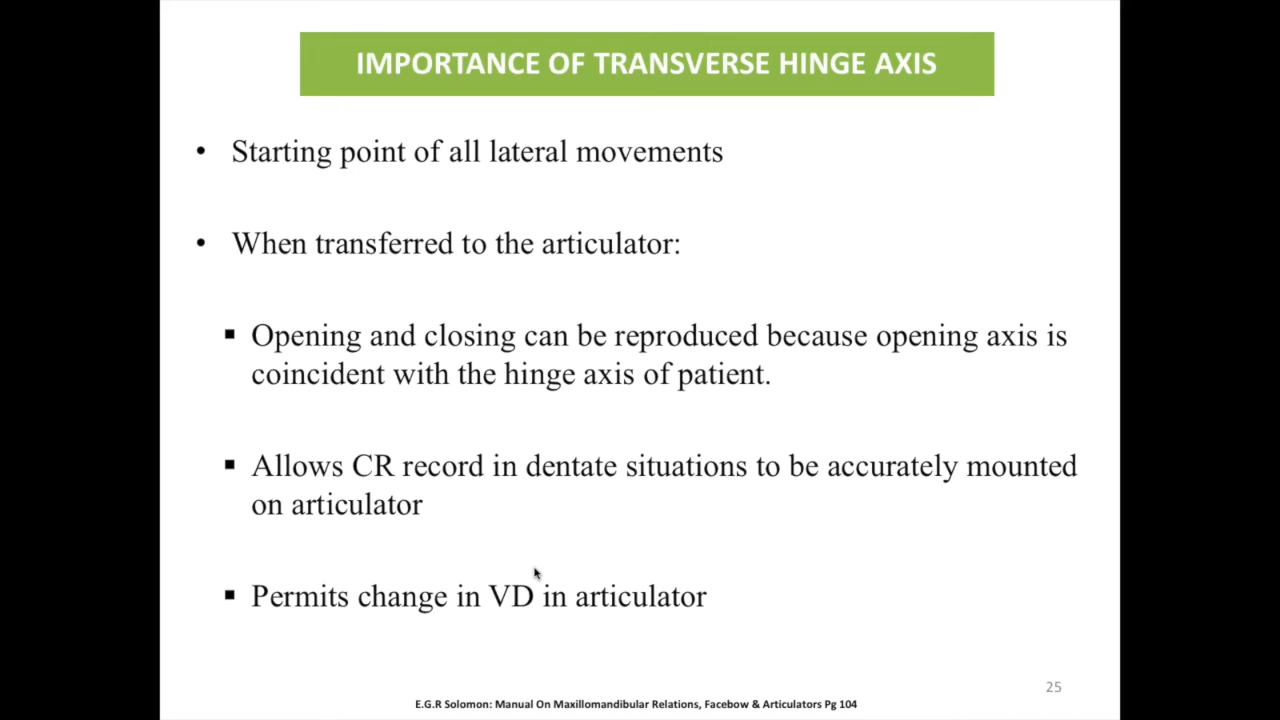 IMPORTANCE OF TRANSVERSE HINGE AXIS
• Starting point of all lateral movements
• When transferred to the articulator:
▪ Opening and closing can be reproduced because opening axis is
coincident with the hinge axis of patient.
▪ Allows CR record in dentate situations to be accurately mounted
on articulator
▪ Permits change in VD in articulator
25
E.G.R Solomon: Manual On Maxillomandibular Relations, Facebow & Articulators Pg 104